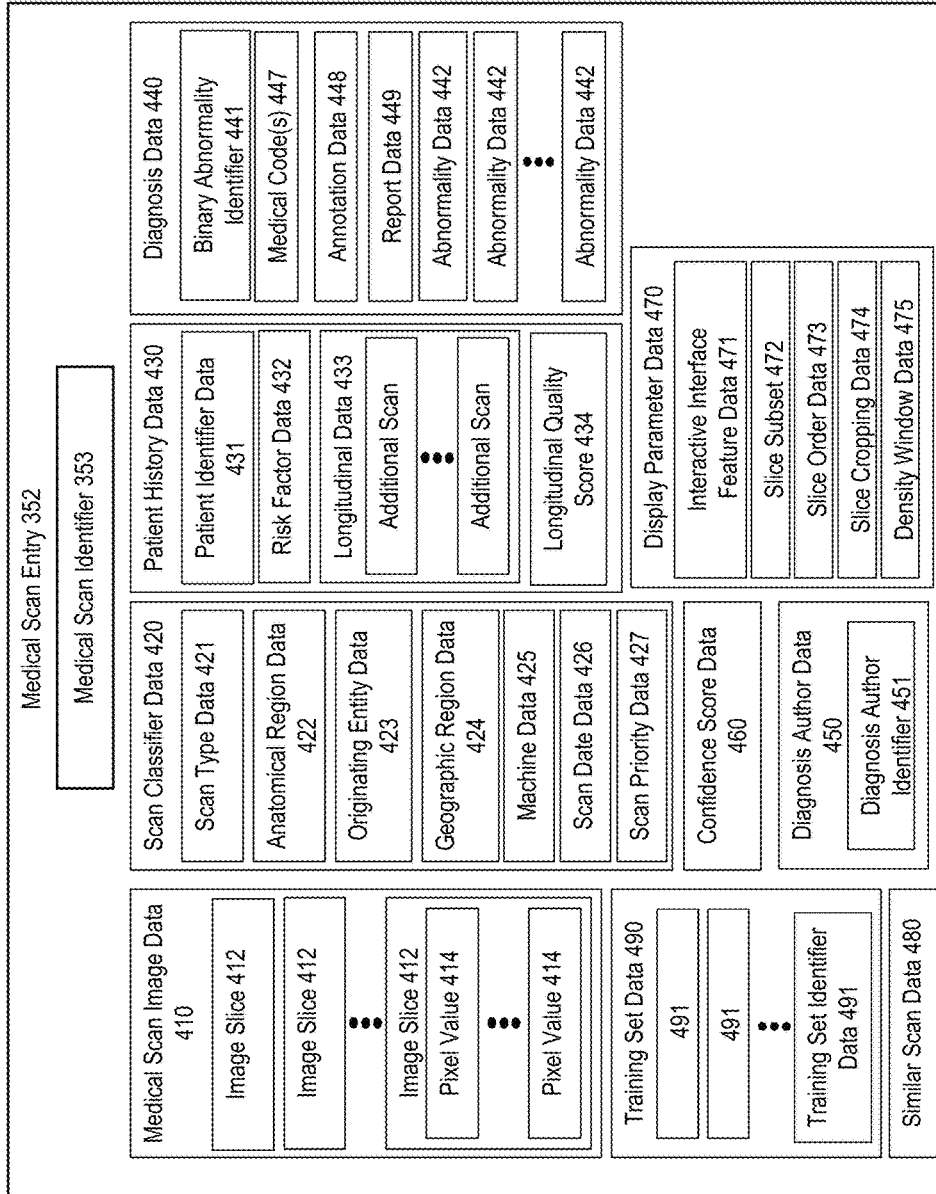 Medical Scan Entry 352
Medical Scan Identifier 353
Medical Scan Image Data
410
Image Slice 412
Image Slice 412
Image Slice 412
Pixel Value 414
Pixel Value 414
Training Set Data 490
491
491
Training Set Identifier
Data 491
Similar Scan Data 480
Scan Classifier Data 420
Scan Type Data 421
Anatomical Region Data
422
Originating Entity Data
423
Geographic Region Data
424
Machine Data 425
Scan Date Data 426
Scan Priority Data 427
Confidence Score Data
460
Diagnosis Author Data
450
Diagnosis Author
Identifier 451
Patient History Data 430
Patient Identifier Data
431
Risk Factor Data 432
Longitudinal Data 433
Additional Scan
Additional Scan
Longitudinal Quality
Score 434
Display Parameter Data 470
Interactive Interface
Feature Data 471
Slice Subset 472
Slice Order Data 473
Slice Cropping Data 474
Density Window Data 475
Diagnosis Data 440
Binary Abnormality
Identifier 441
Medical Code(s) 447
Annotation Data 448
Report Data 449
Abnormality Data 442
Abnormality Data 442
Abnormality Data 442